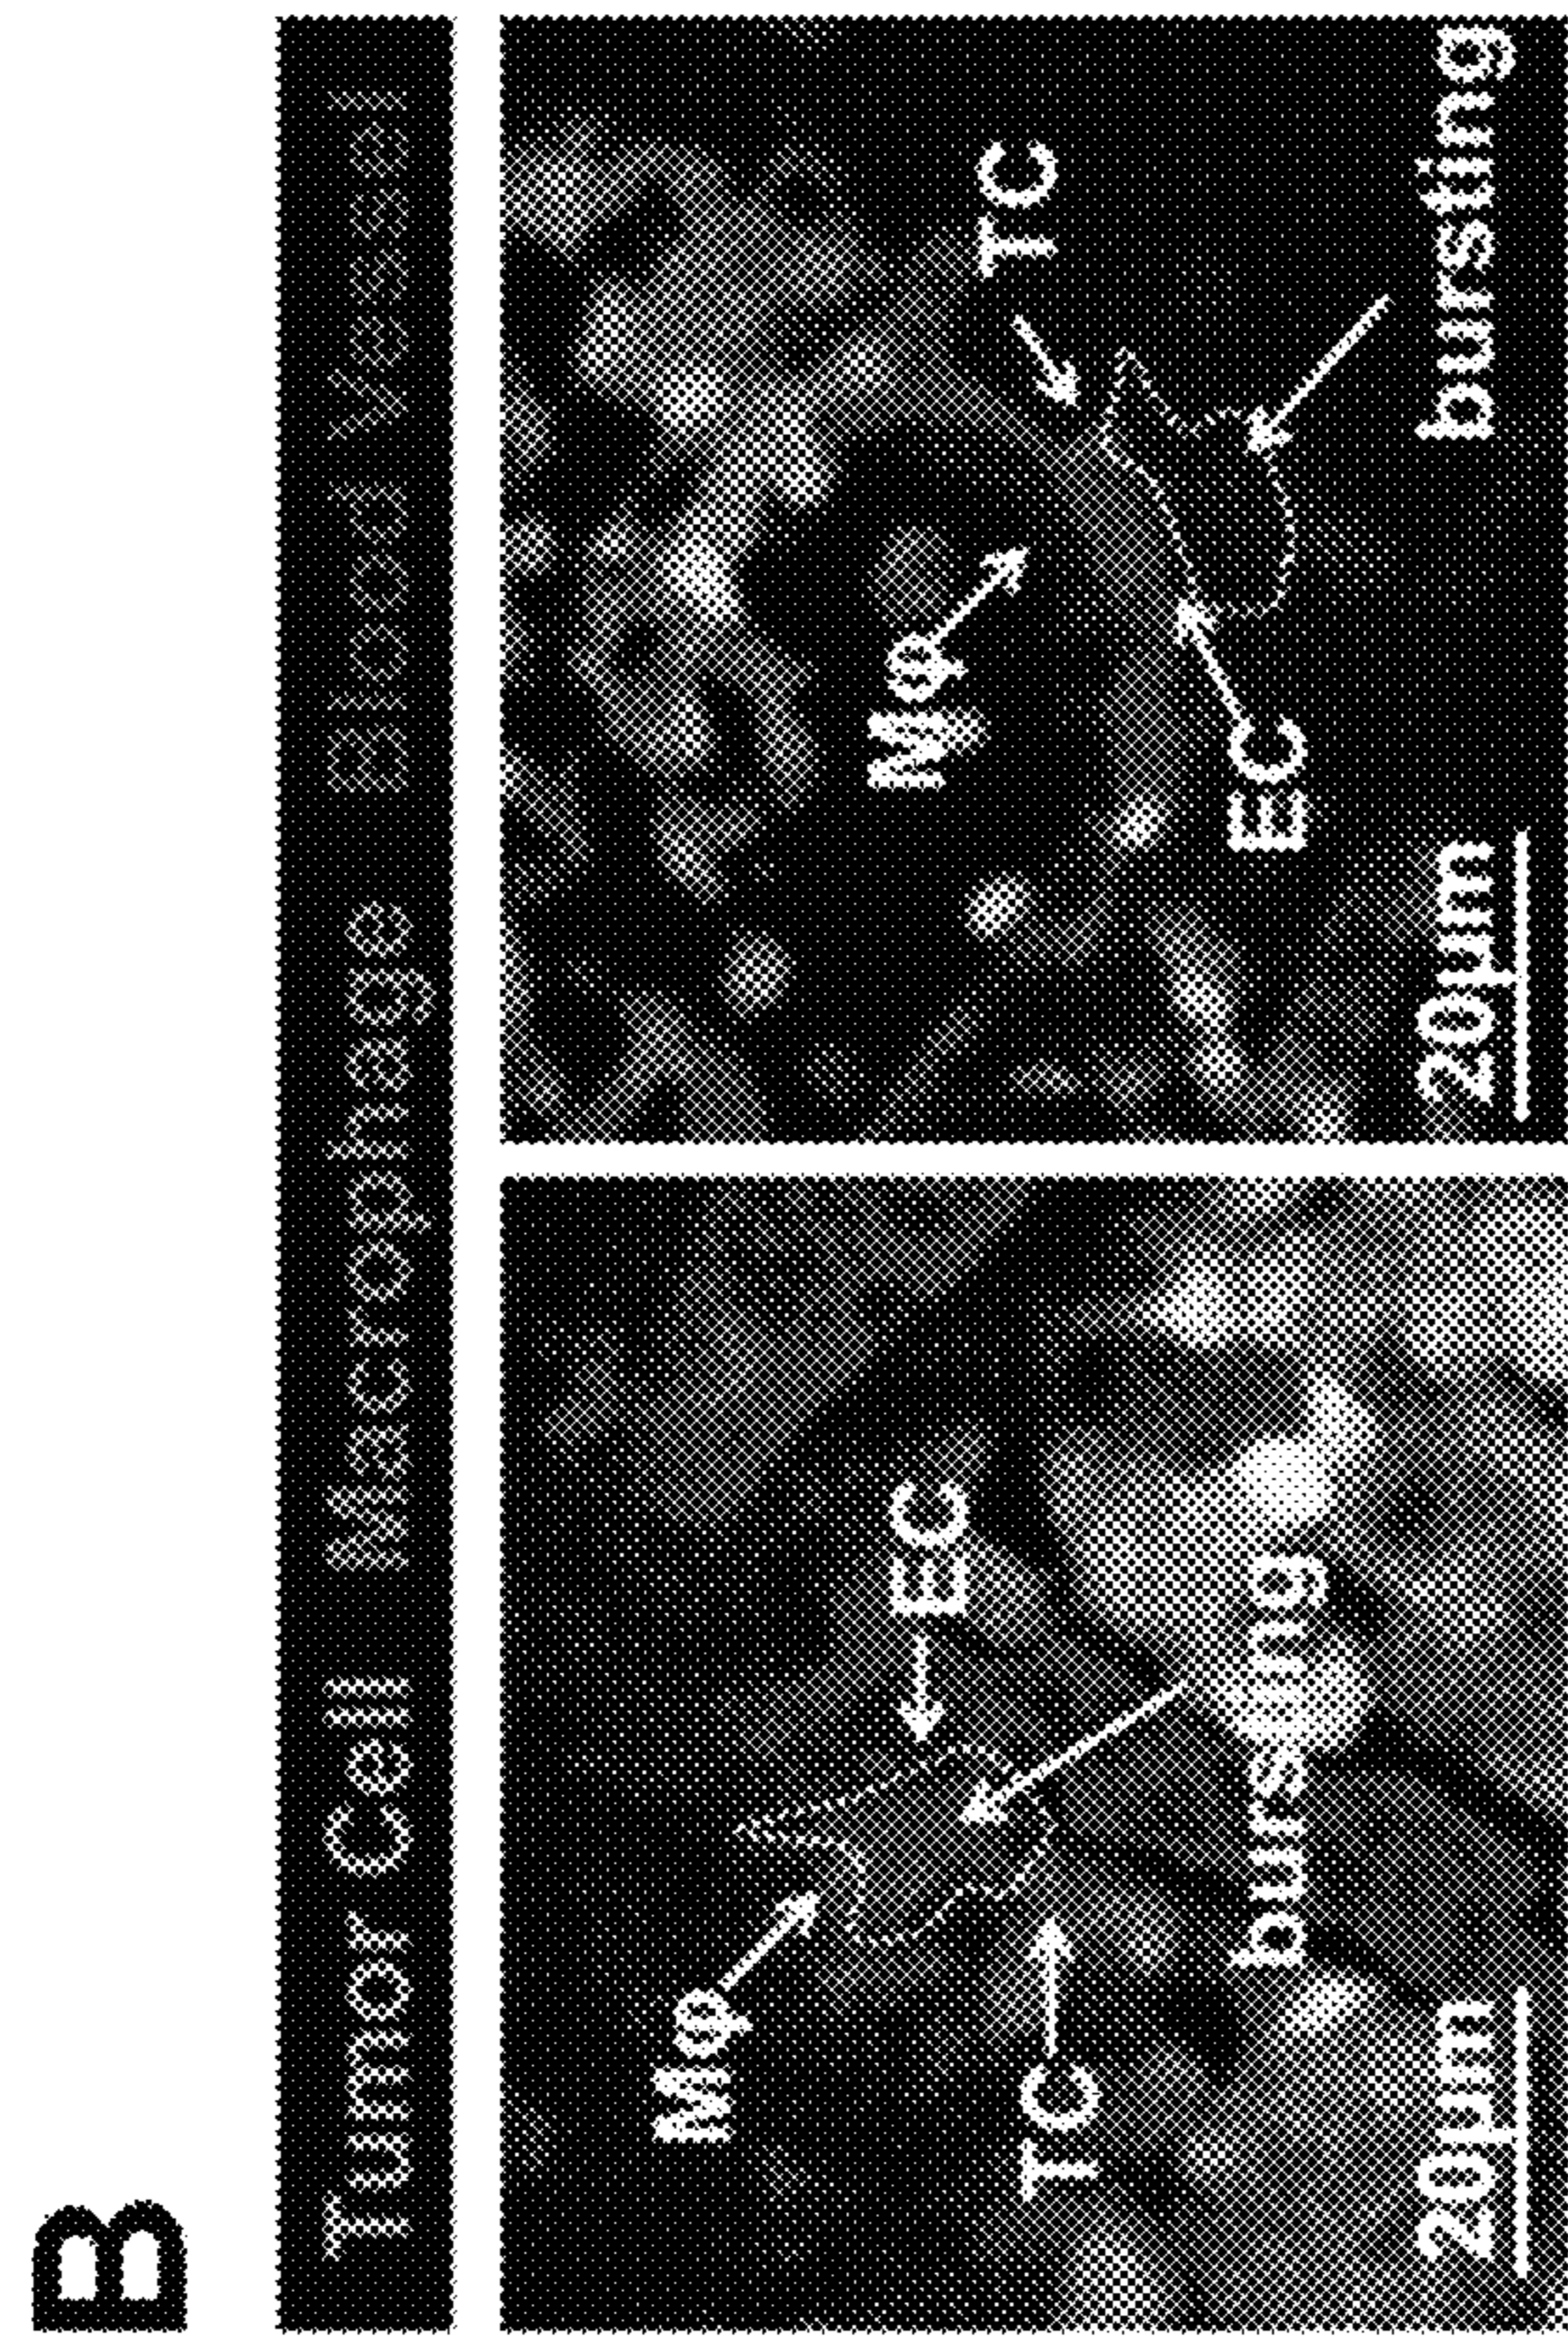 B
Tumor Cell Macrophage Blood Vessel
Mφ
EC
TC
bursting
20μm
Mφ
TC
EC
bursting
20μm